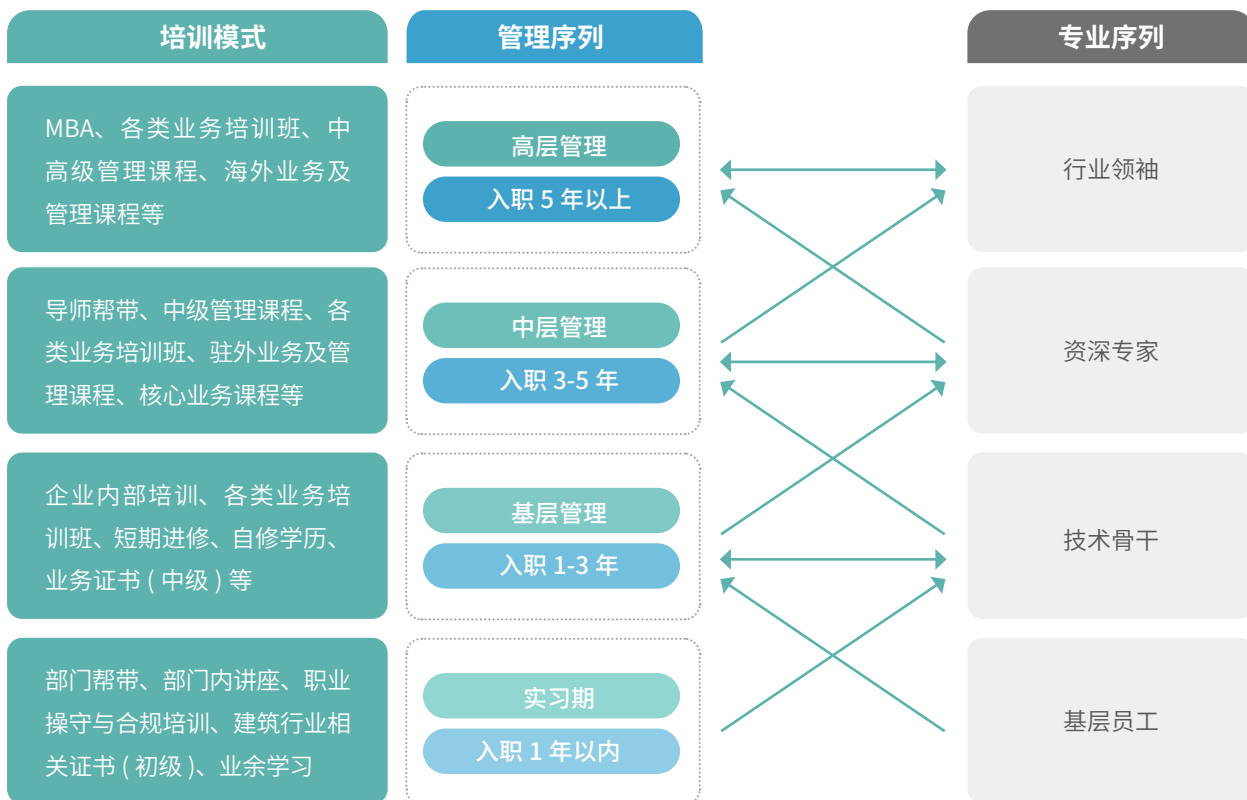 培训模式
管理序列
专业序列
MBA、各类业务培训班、中
高级管理课程、海外业务及
管理课程等
高层管理
入职 5 年以上
行业领袖
导师帮带、中级管理课程、各
类业务培训班、驻外业务及管
理课程、核心业务课程等
中层管理
入职 3-5 年
资深专家
企业内部培训、各类业务培
训班、短期进修、自修学历、
业务证书 ( 中级 ) 等
基层管理
入职 1-3 年
技术骨干
部门帮带、部门内讲座、职业
操守与合规培训、建筑行业相
关证书 ( 初级 )、业余学习
实习期
入职 1 年以内
基层员工